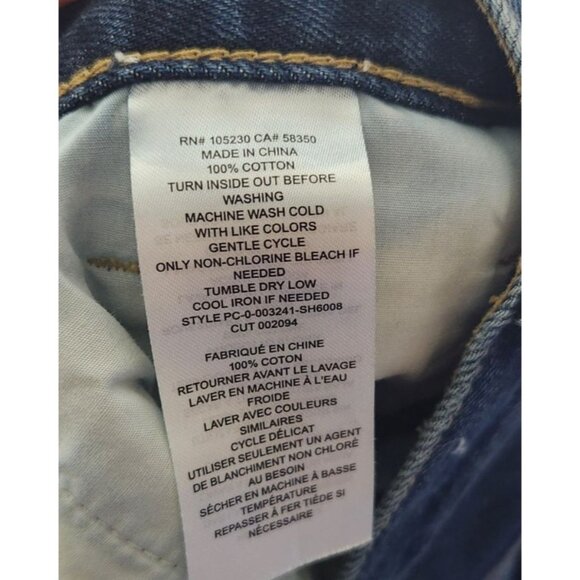 RN# 105230 CA# 58350
MADE IN CHINA
100% COTTON
TURN INSIDE OUT BEFORE
WASHING
MACHINE WASH COLD
WITH LIKE COLORS
GENTLE CYCLE
ONLY NON-CHLORINE BLEACH IF
NEEDED
TUMBLE DRY LOW
COOL IRON IF NEEDED
STYLE PC-0-003241-SH6008
CUT 002094
FABRIQUÉ EN CHINE
100% COTON
RETOURNER AVANT LE LAVAGE
LAVER EN MACHINE À L'EAU
FROIDE
LAVER AVEC COULEURS
SIMILAIRES
CYCLE DÉLICAT
UTILISER SEULEMENT UN AGENT
DE BLANCHIMENT NON CHLORÉ
AU BESOIN
SÉCHER EN MACHINE À BASSE
TEMPÉRATURE
REPASSER À FER TIÈDE SI
NÉCESSAIRE